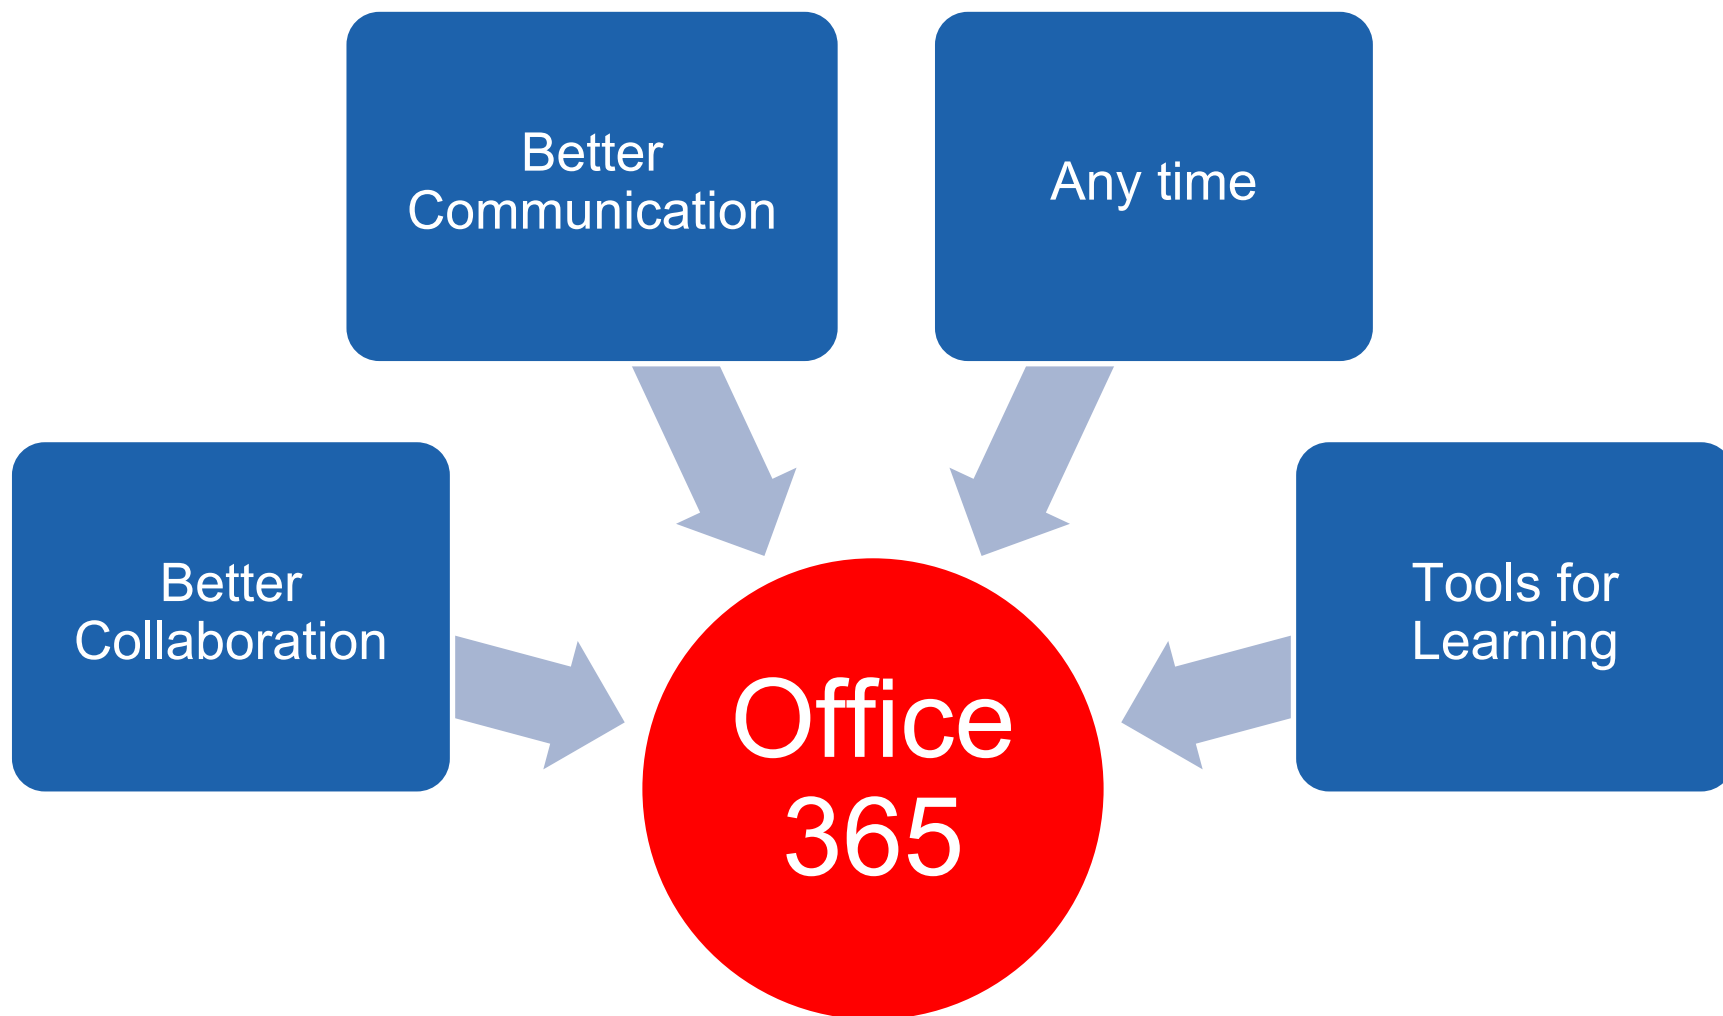 Better
Communication
Any time
Better
Collaboration
Tools for
Learning
Office
365